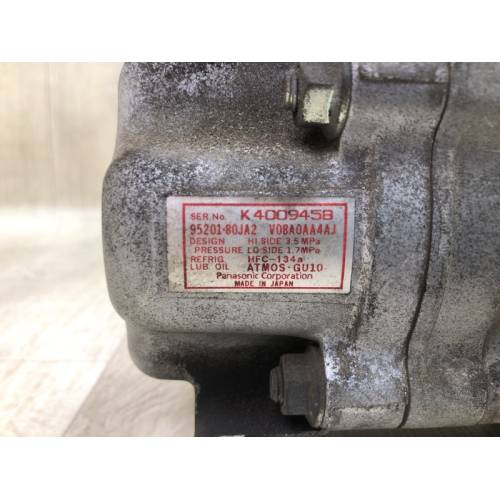 SER No. K400945B
95201-80JA2 V08A0AA4AJ
DESIGN HI.SIDE 3.5 MPa
PRESSURE LO.SIDE 1.7MPa
REFRIG HFC-134a
LUB. OIL ATMOS-GU10
Panasonic Corporation
MADE IN JAPAN